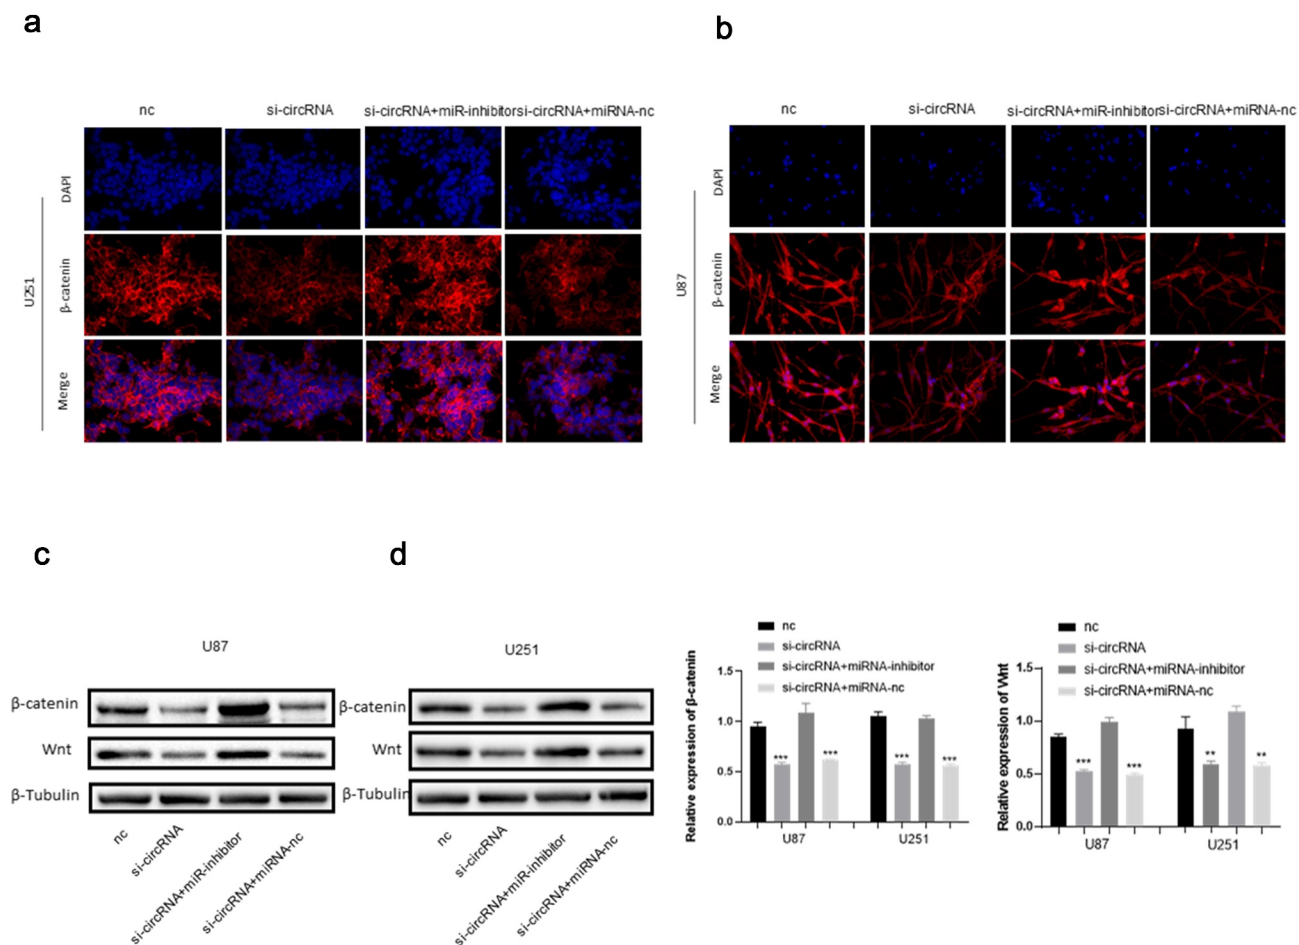 a
b
nc
si-circRNA
si-circRNA+miR-inhibitor
si-circRNA+miRNA-nc
nc
si-circRNA
si-circRNA+miR-inhibitor
si-circRNA+miRNA-nc
U251
DAPI
β-catenin
Merge
U87
DAPI
β-catenin
Merge
c
d
U87
β-catenin
Wnt
β-Tubulin
nc
si-circRNA
si-circRNA+miR-inhibitor
si-circRNA+miRNA-nc
U251
β-catenin
Wnt
β-Tubulin
nc
si-circRNA
si-circRNA+miR-inhibitor
si-circRNA+miRNA-nc
nc
si-circRNA
si-circRNA+miRNA-inhibitor
si-circRNA+miRNA-nc
Relative expression of β-catenin
1.5
1.0
0.5
0.0
***
***
***
***
U87
U251
nc
si-circRNA
si-circRNA+miRNA-inhibitor
si-circRNA+miRNA-nc
Relative expression of Wnt
1.5
1.0
0.5
0.0
***
***
**
**
U87
U251